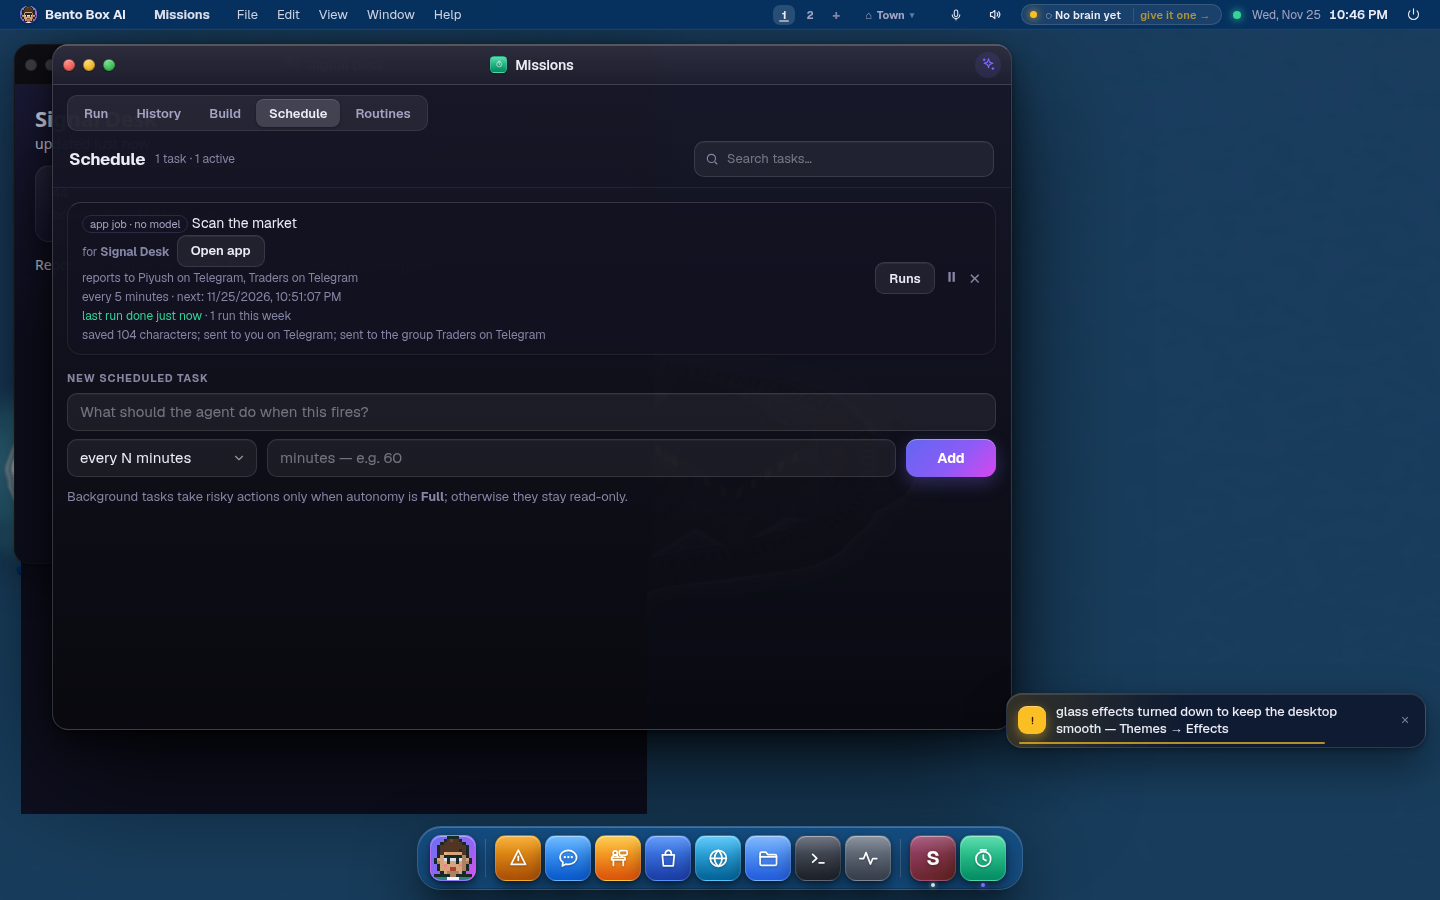 Bento Box AI Missions File Edit View Window Help 1 2 + Town No brain yet give it one → Wed, Nov 25 10:46 PM
Missions
Run History Build Schedule Routines
Schedule 1 task · 1 active Search tasks...
app job · no model Scan the market
for Signal Desk Open app
reports to Piyush on Telegram, Traders on Telegram
Runs
every 5 minutes · next: 11/25/2026, 10:51:07 PM
last run done just now · 1 run this week
saved 104 characters; sent to you on Telegram; sent to the group Traders on Telegram
NEW SCHEDULED TASK
What should the agent do when this fires?
every N minutes minutes — e.g. 60 Add
Background tasks take risky actions only when autonomy is Full; otherwise they stay read-only.
glass effects turned down to keep the desktop
smooth — Themes → Effects
S